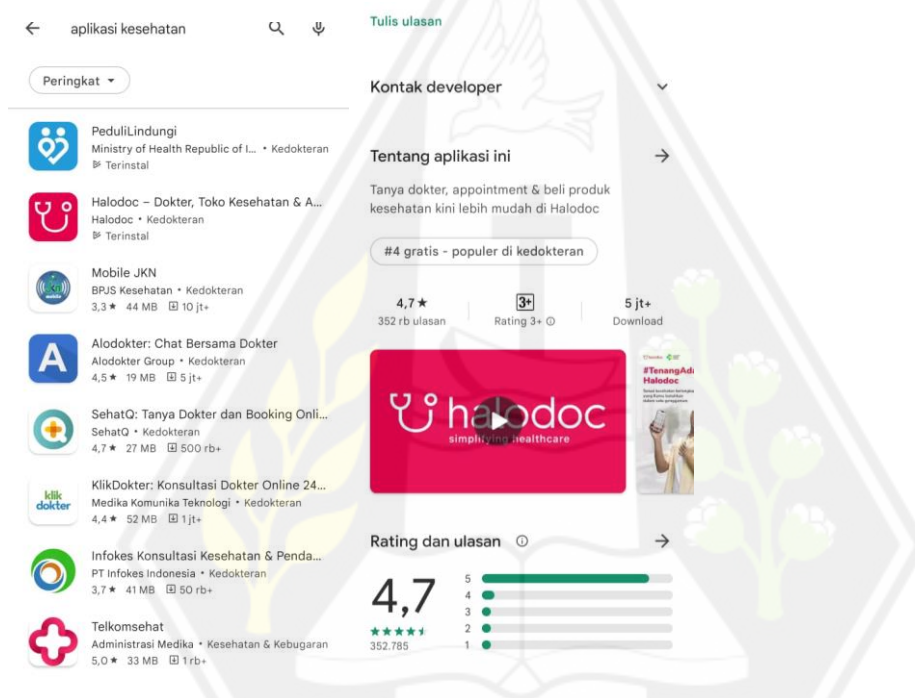 aplikasi kesehatan
Peringkat
PeduliLindungi
Ministry of Health Republic of I... • Kedokteran
Terinstal
Halodoc – Dokter, Toko Kesehatan & A...
Halodoc • Kedokteran
Terinstal
Mobile JKN
BPJS Kesehatan • Kedokteran
3,3★ 44 MB 10 jt+
Alodokter: Chat Bersama Dokter
Alodokter Group • Kedokteran
4,5★ 19 MB 5 jt+
SehatQ: Tanya Dokter dan Booking Onli...
SehatQ • Kedokteran
4,7★ 27 MB 500 rb+
klik
dokter
KlikDokter: Konsultasi Dokter Online 24...
Medika Komunika Teknologi • Kedokteran
4,4★ 52 MB 1 jt+
Infokes Konsultasi Kesehatan & Penda...
PT Infokes Indonesia • Kedokteran
3,7★ 41 MB 50 rb+
Telkomsehat
Administrasi Medika • Kesehatan & Kebugaran
5,0★ 33 MB 1 rb+
Tulis ulasan
Kontak developer
Tentang aplikasi ini
Tanya dokter, appointment & beli produk
kesehatan kini lebih mudah di Halodoc
#4 gratis - populer di kedokteran
4,7★ 3+ 5 jt+
352 rb ulasan Rating 3+ Download
halodoc
simplifying healthcare
#TenangAdi
Halodoc
Rating dan ulasan
4,7
352.785
5
4
3
2
1